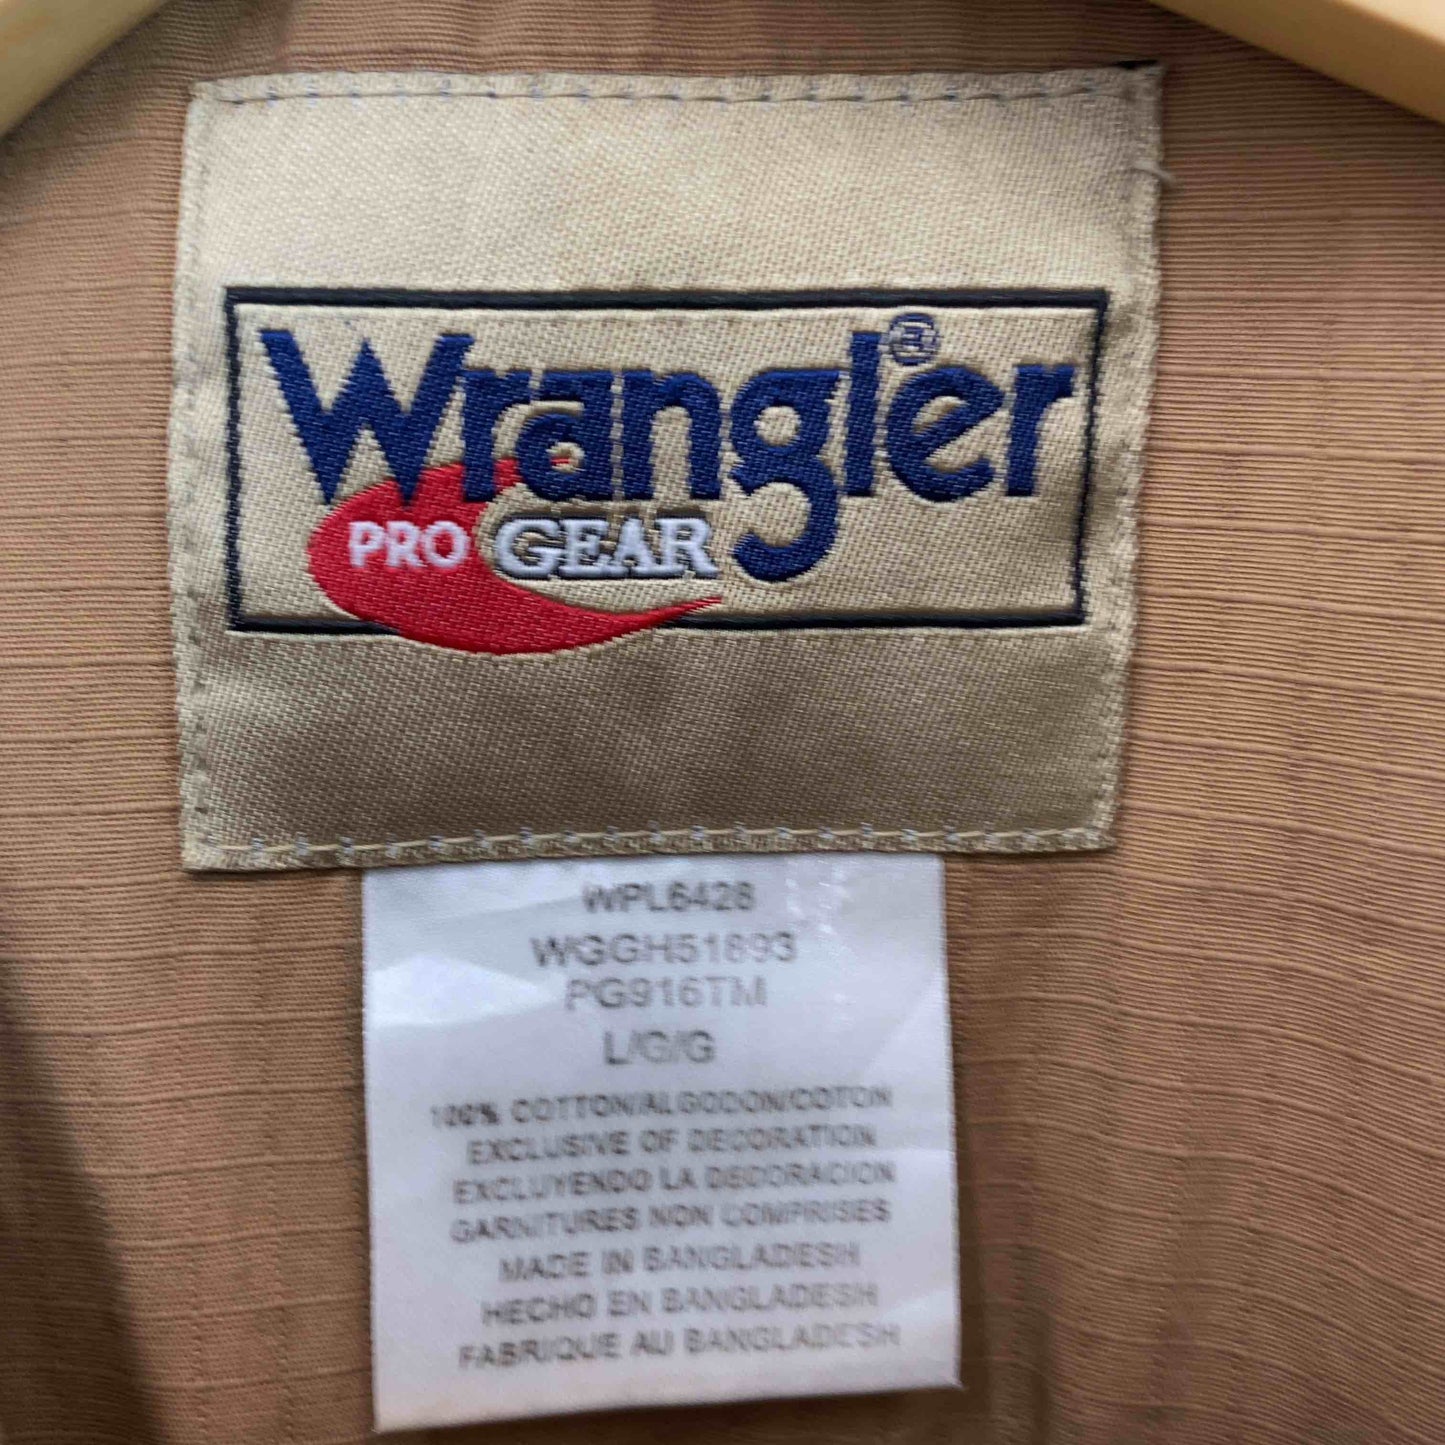 Wrangler®
PRO GEAR
WPL6428
WGGH51693
PG916TM
L/G/G
100% COTTON/ALGODON/COTON
EXCLUSIVE OF DECORATION
EXCLUYENDO LA DECORACION
GARNITURES NON COMPRISES
MADE IN BANGLADESH
HECHO EN BANGLADESH
FABRIQUE AU BANGLADESH